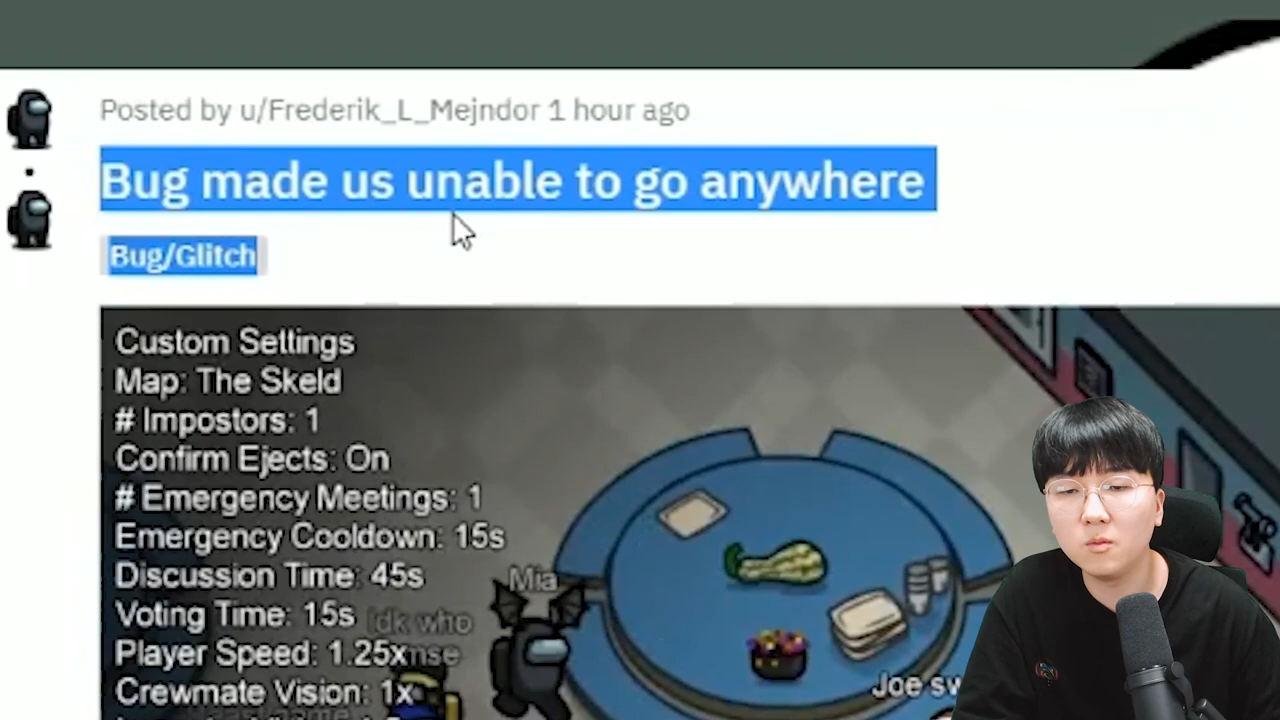 Posted by u/Frederik_L_Mejndor 1 hour ago
Bug made us unable to go anywhere
Bug/Glitch
Custom Settings
Map: The Skeld
# Impostors: 1
Confirm Ejects: On
# Emergency Meetings: 1
Emergency Cooldown: 15s
Discussion Time: 45s
Mia
Voting Time: 15s
idk who
Player Speed: 1.25x
Joe
Crewmate Vision: 1x